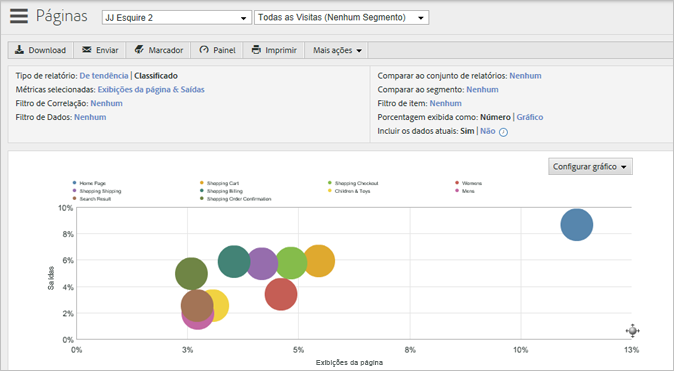 Páginas
JJ Esquire 2
Todas as Visitas (Nenhum Segmento)
Download
Enviar
Marcador
Painel
Imprimir
Mais ações
Tipo de relatório: De tendência | Classificado
Métricas selecionadas: Exibições da página & Saídas
Filtro de Correlação: Nenhum
Filtro de Dados: Nenhum
Comparar ao conjunto de relatórios: Nenhum
Comparar ao segmento: Nenhum
Filtro de item: Nenhum
Porcentagem exibida como: Número | Gráfico
Incluir os dados atuais: Sim | Não
Configurar gráfico
Home Page
Shopping Cart
Shopping Checkout
Womens
Shopping Shipping
Shopping Billing
Children & Toys
Mens
Search Result
Shopping Order Confirmation
10%
8%
6%
4%
2%
0%
Saídas
0%
3%
5%
8%
10%
13%
Exibições da página